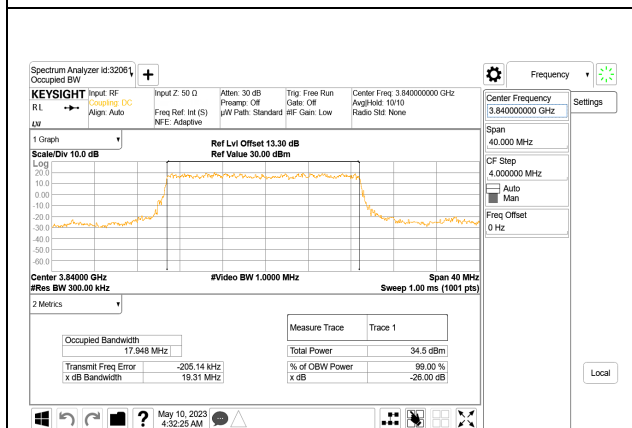 Spectrum Analyzer id:32061
Occupied BW
+
Frequency
Settings
KEYSIGHT
RL
LXI
Input: RF
Coupling: DC
Align: Auto
Input Z: 50 Ω
Freq Ref: Int (S)
NFE: Adaptive
Atten: 30 dB
Preamp: Off
µW Path: Standard
Trig: Free Run
Gate: Off
#IF Gain: Low
Center Freq: 3.840000000 GHz
Avg|Hold: 10/10
Radio Std: None
Center Frequency
3.840000000 GHz
Span
40.000 MHz
CF Step
4.000000 MHz
Auto
Man
Freq Offset
0 Hz
Local
1 Graph
Scale/Div 10.0 dB
Ref Lvl Offset 13.30 dB
Ref Value 30.00 dBm
Log
20.0
10.0
0.00
-10.0
-20.0
-30.0
-40.0
-50.0
-60.0
Center 3.84000 GHz
#Video BW 1.0000 MHz
Span 40 MHz
#Res BW 300.00 kHz
Sweep 1.00 ms (1001 pts)
2 Metrics
Measure Trace Trace 1
Occupied Bandwidth
17.948 MHz
Total Power 34.5 dBm
Transmit Freq Error -205.14 kHz
% of OBW Power 99.00 %
x dB Bandwidth 19.31 MHz
x dB -26.00 dB
?
May 10, 2023
4:32:25 AM